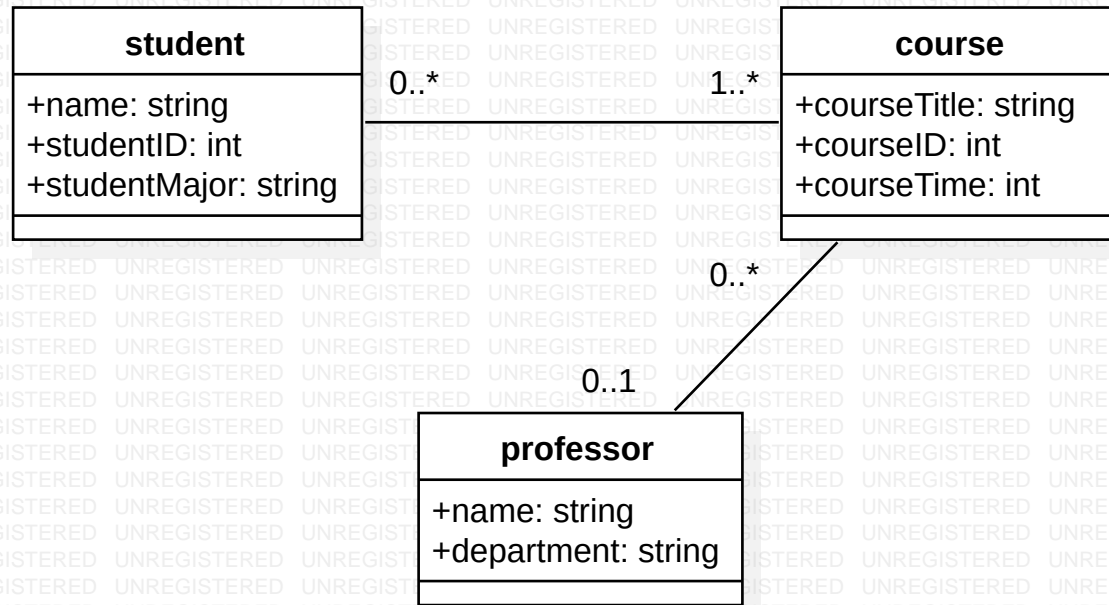 student
+name: string
+studentID: int
+studentMajor: string
0..*
1..*
course
+courseTitle: string
+courseID: int
+courseTime: int
0..*
0..1
professor
+name: string
+department: string
UNREGISTERED